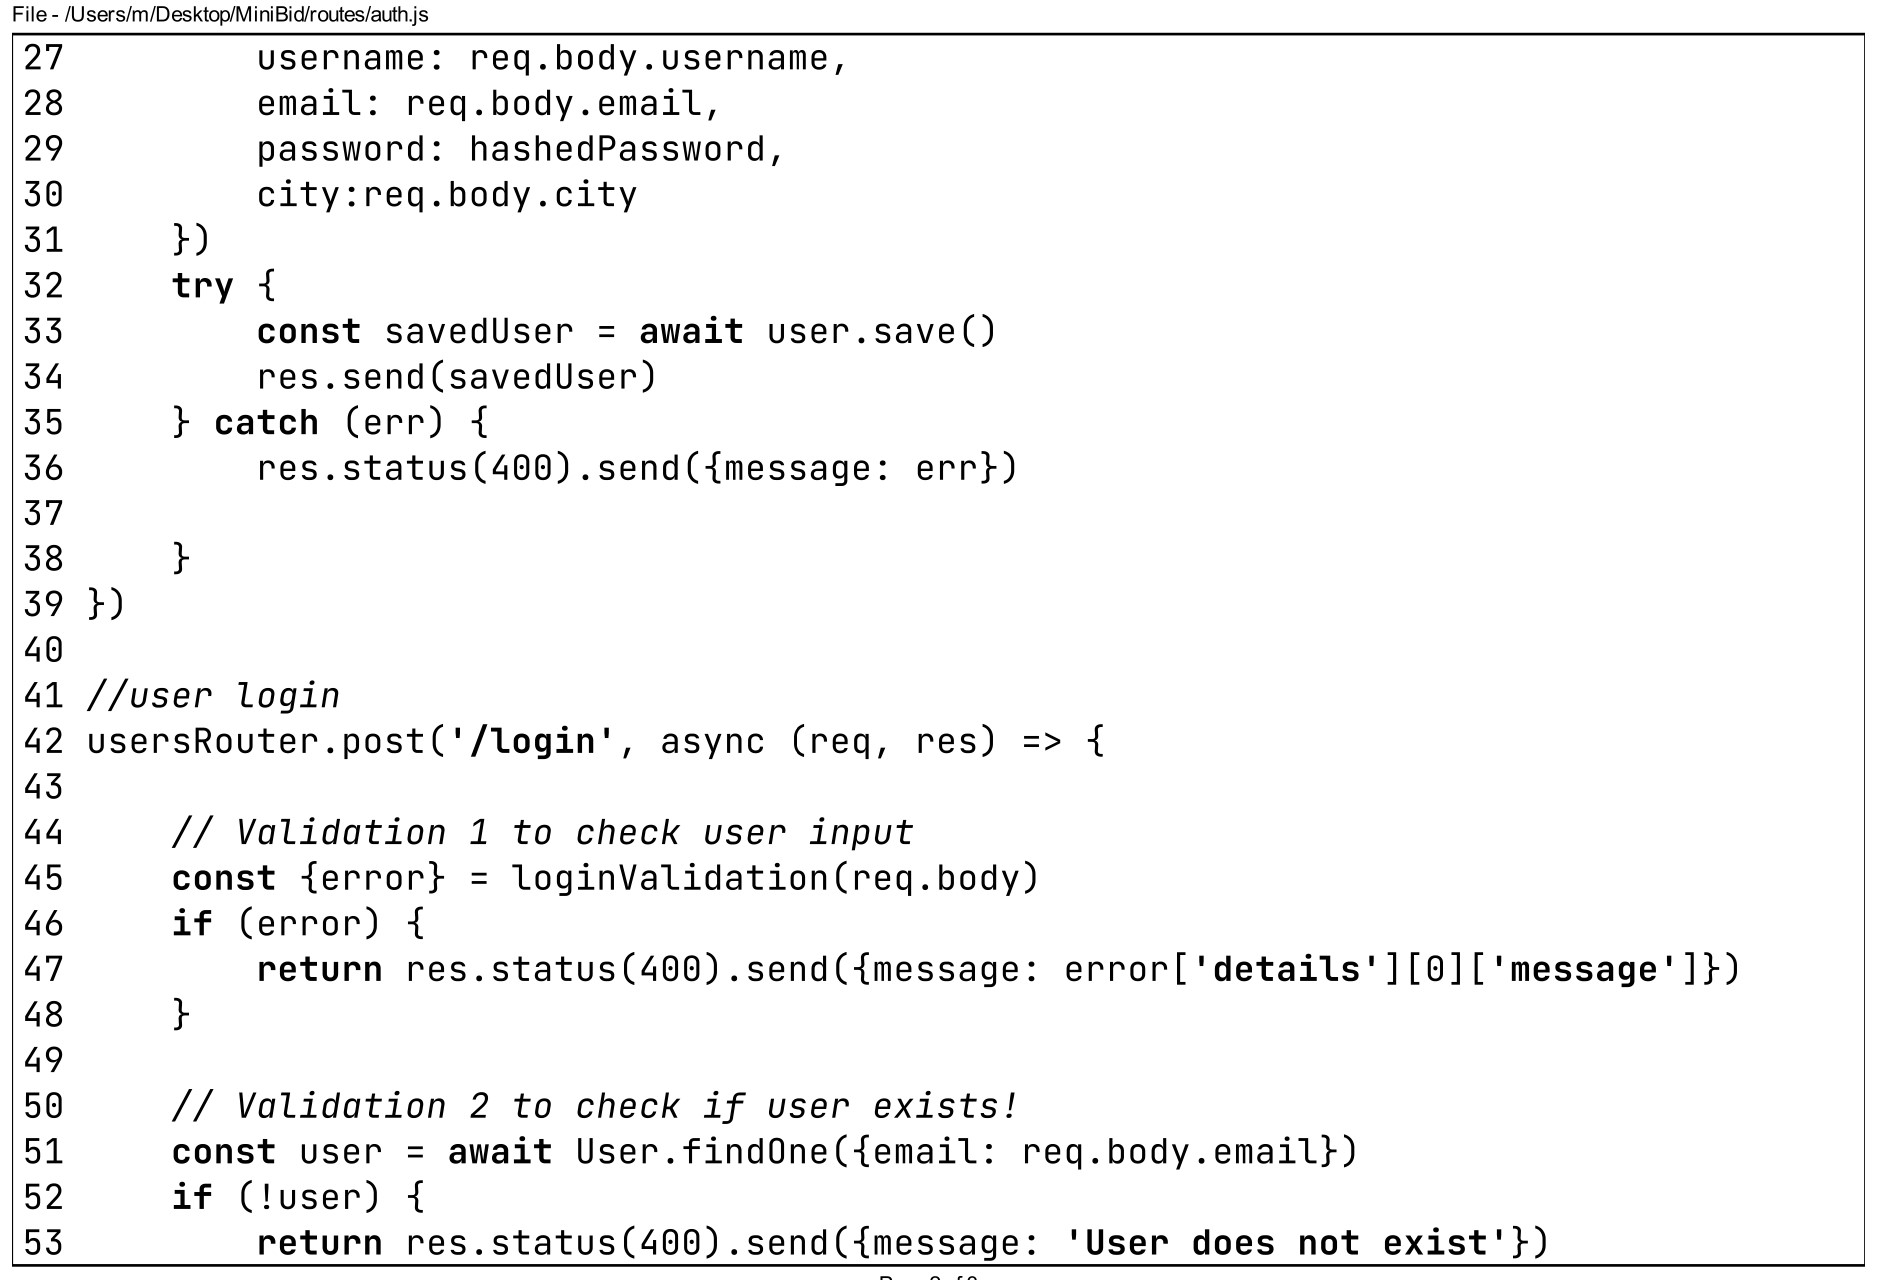 File - /Users/m/Desktop/MiniBid/routes/auth.js
27         username: req.body.username,
28         email: req.body.email,
29         password: hashedPassword,
30         city:req.body.city
31     })
32     try {
33         const savedUser = await user.save()
34         res.send(savedUser)
35     } catch (err) {
36         res.status(400).send({message: err})
37
38     }
39 })
40
41 //user login
42 usersRouter.post('/login', async (req, res) => {
43
44     // Validation 1 to check user input
45     const {error} = loginValidation(req.body)
46     if (error) {
47         return res.status(400).send({message: error['details'][0]['message']})
48     }
49
50     // Validation 2 to check if user exists!
51     const user = await User.findOne({email: req.body.email})
52     if (!user) {
53         return res.status(400).send({message: 'User does not exist'})